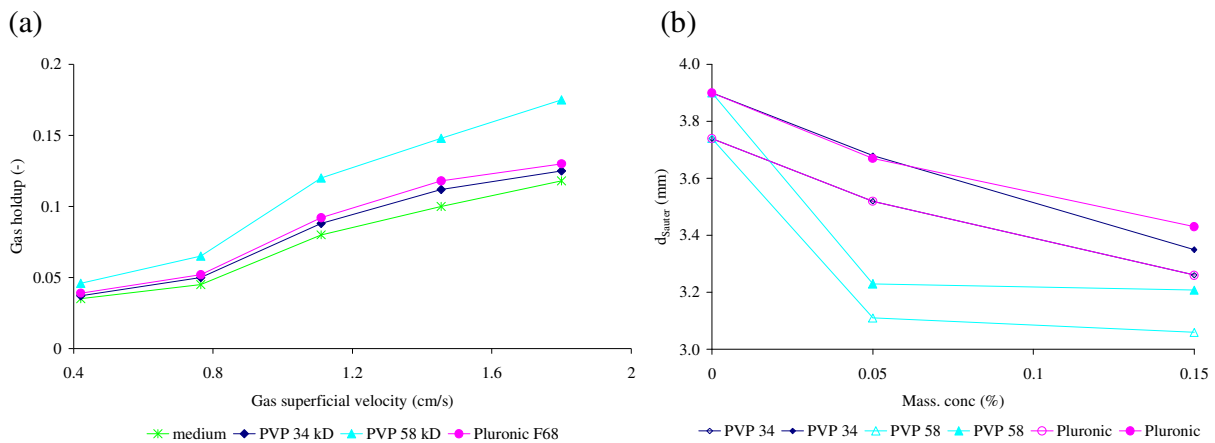 (a)
(b)
0.2
0.15
0.1
0.05
0
Gas holdup (-)
0.4 0.8 1.2 1.6 2
Gas superficial velocity (cm/s)
medium PVP 34 kD PVP 58 kD Pluronic F68
4.0
3.8
3.6
3.4
3.2
3.0
dSauter (mm)
0 0.05 0.1 0.15
Mass. conc (%)
PVP 34 PVP 34 PVP 58 PVP 58 Pluronic Pluronic